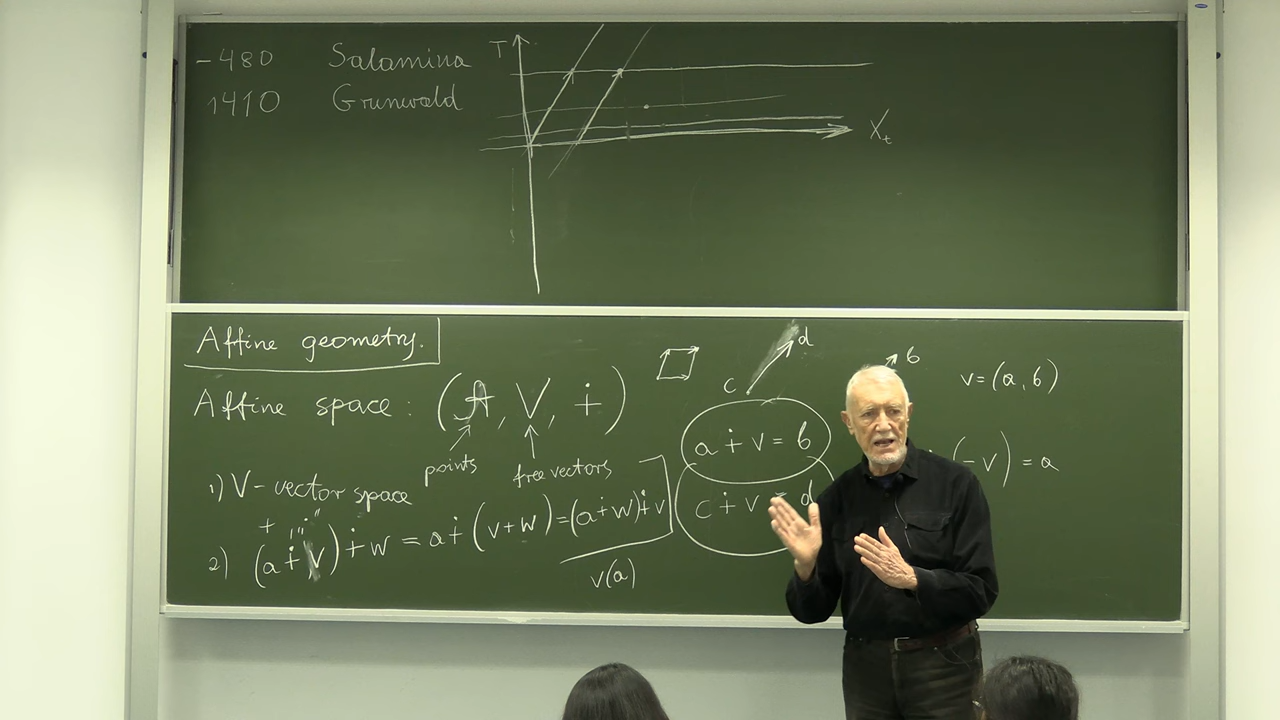 -480 Salamina
1410 Grunwald
T
X_t
Affine geometry.
Affine space : (A, V, ∔)
points
free vectors
1) V - vector space
+ , "∔"
2) (a ∔ v) ∔ w = a ∔ (v + w) = (a ∔ w) ∔ v
v(a)
c
d
a ∔ v = b
c ∔ v = d
b
v = (a, b)
(-v) = a